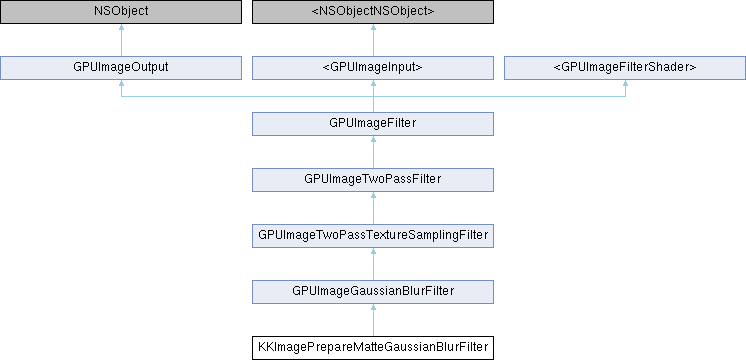 NSObject
<NSObjectNSObject>
GPUImageOutput
<GPUImageInput>
<GPUImageFilterShader>
GPUImageFilter
GPUImageTwoPassFilter
GPUImageTwoPassTextureSamplingFilter
GPUImageGaussianBlurFilter
KKImagePrepareMatteGaussianBlurFilter